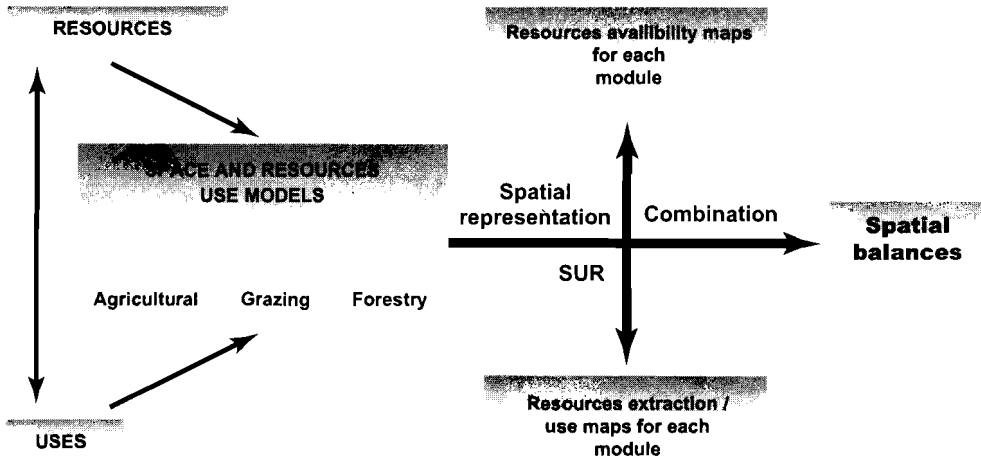 RESOURCES
SPACE AND RESOURCES
USE MODELS
Agricultural Grazing Forestry
USES
Resources availibility maps
for each
module
Spatial
representation
Combination
SUR
Spatial
balances
Resources extraction /
use maps for each
module